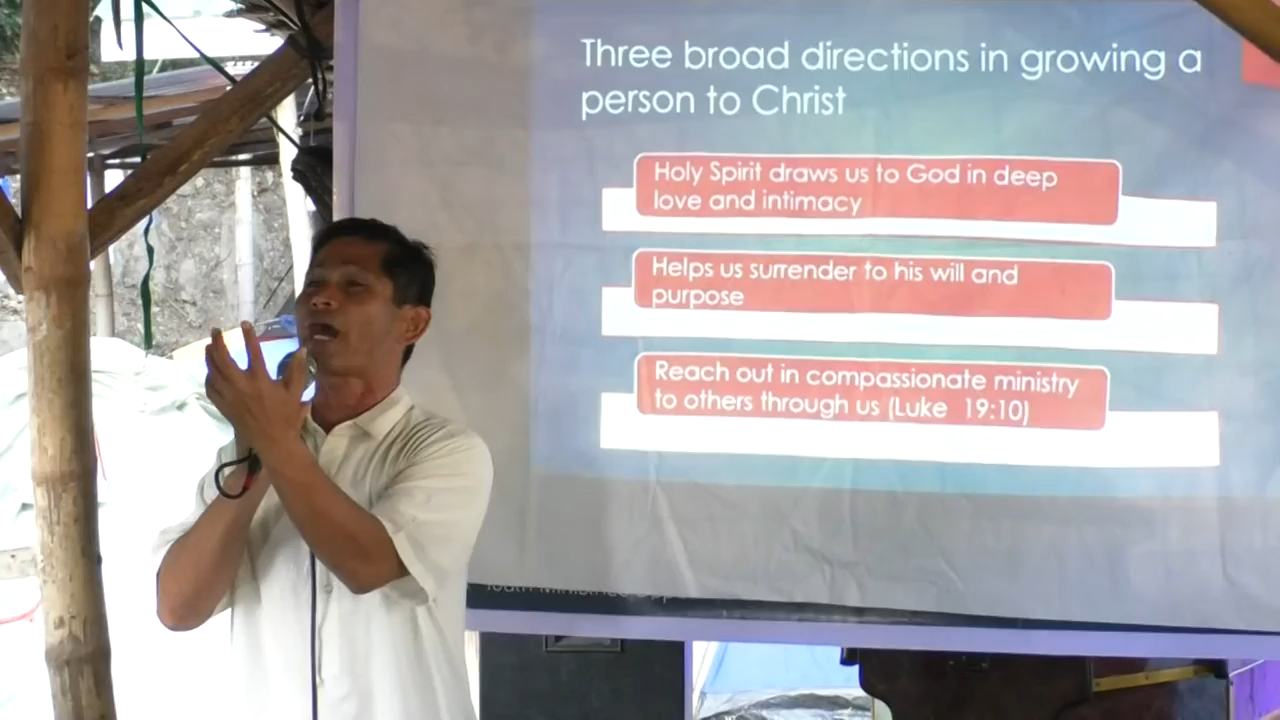 Three broad directions in growing a
person to Christ
Holy Spirit draws us to God in deep
love and intimacy
Helps us surrender to his will and
purpose
Reach out in compassionate ministry
to others through us (Luke 19:10)